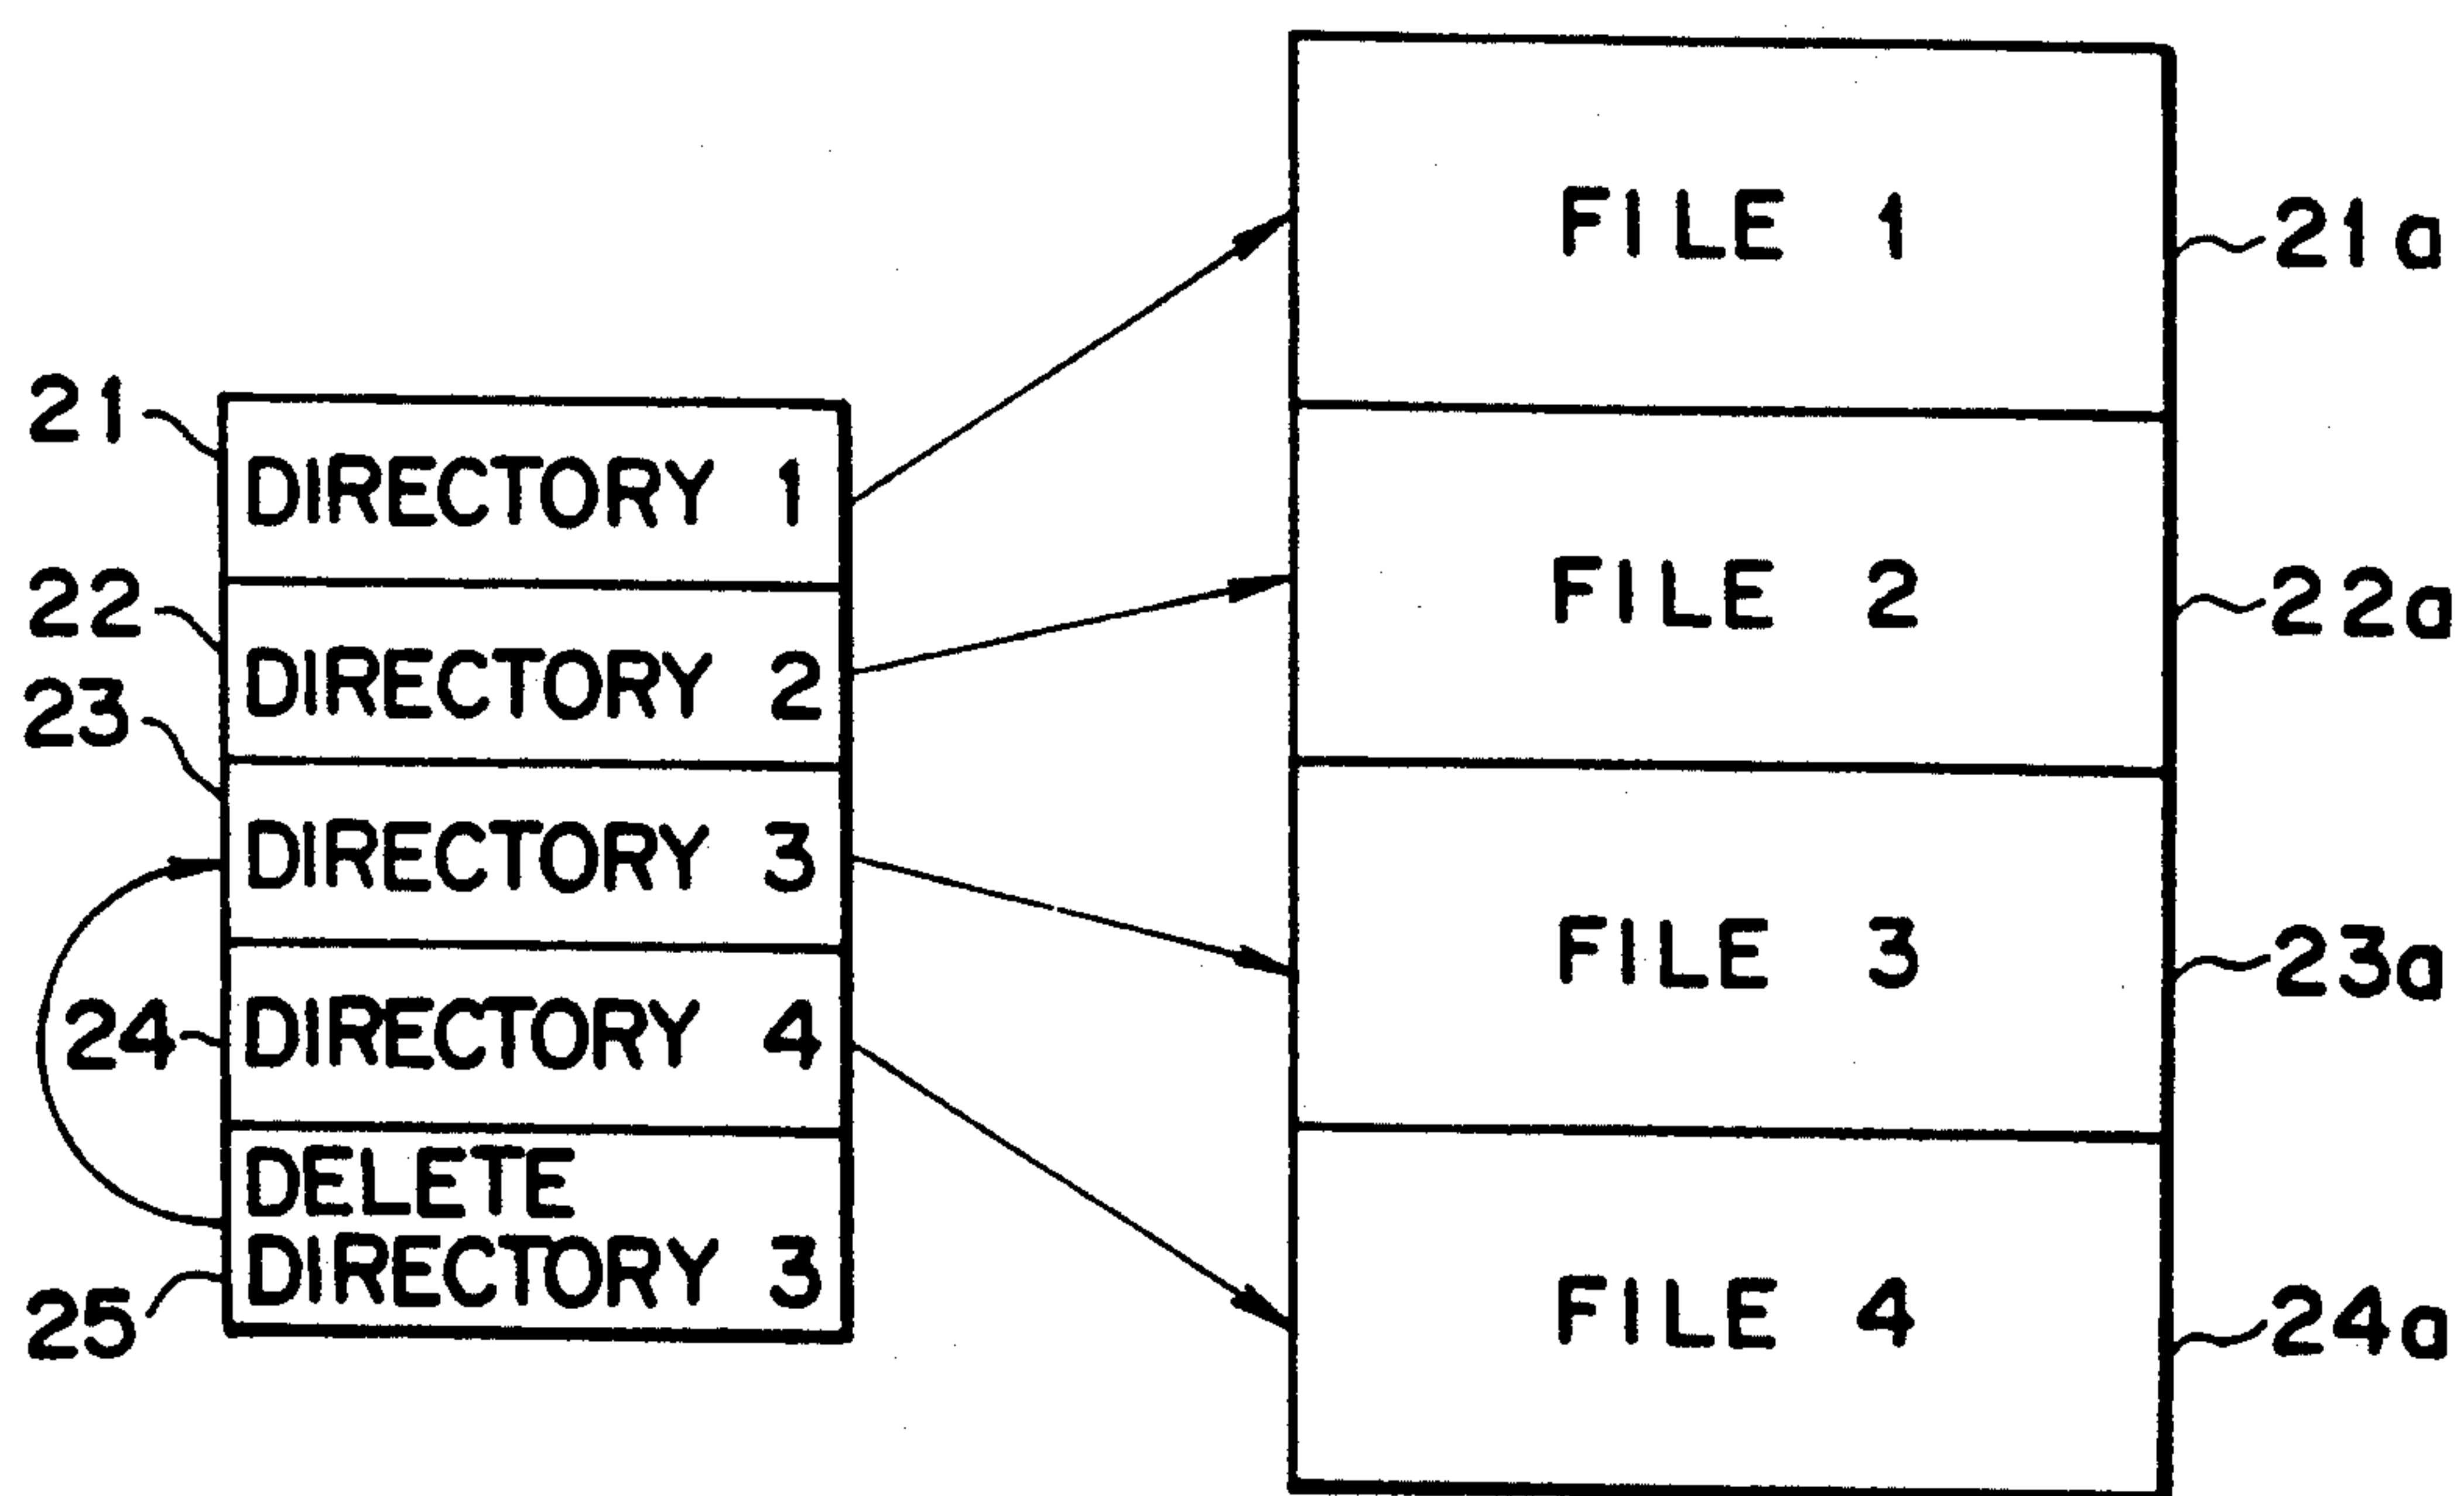 21
DIRECTORY 1
22
DIRECTORY 2
23
DIRECTORY 3
24
DIRECTORY 4
DELETE
DIRECTORY 3
25
FILE 1
21a
FILE 2
22a
FILE 3
23a
FILE 4
24a